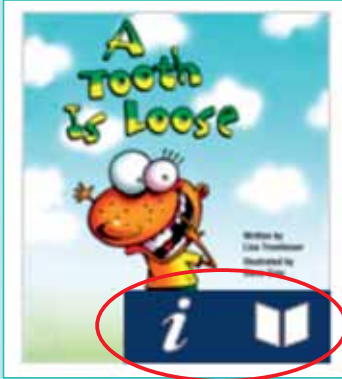 A
Tooth
Is Loose
Written by
Lisa Trumbauer
Illustrated by
i